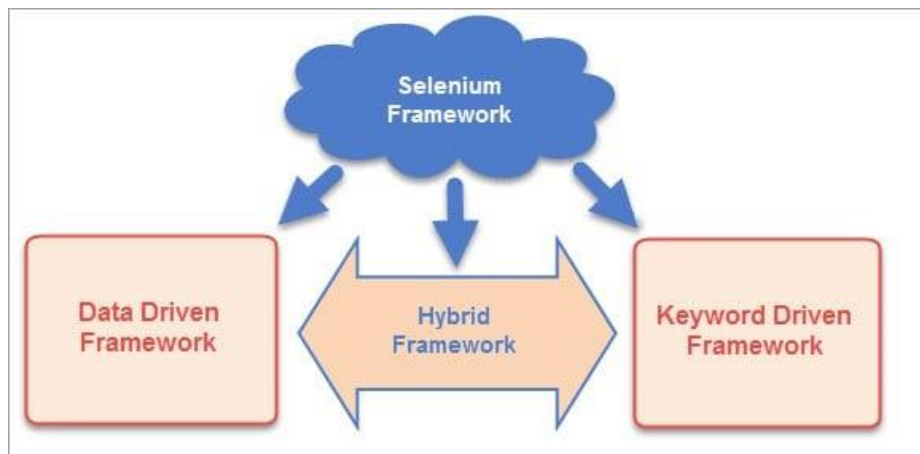 Selenium
Framework
Data Driven
Framework
Hybrid
Framework
Keyword Driven
Framework